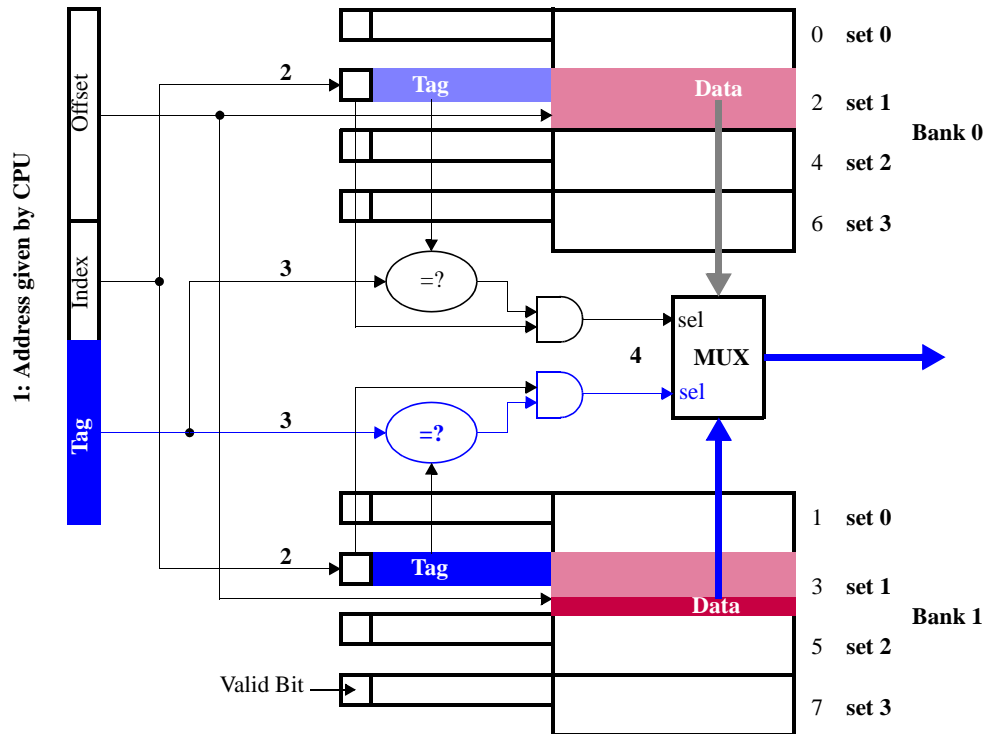 1: Address given by CPU
Offset
Index
Tag
0 set 0
2
Tag
Data
2 set 1
Bank 0
4 set 2
6 set 3
3
=?
sel
4
MUX
sel
3
=?
1 set 0
2
Tag
3 set 1
Data
Bank 1
5 set 2
Valid Bit
7 set 3